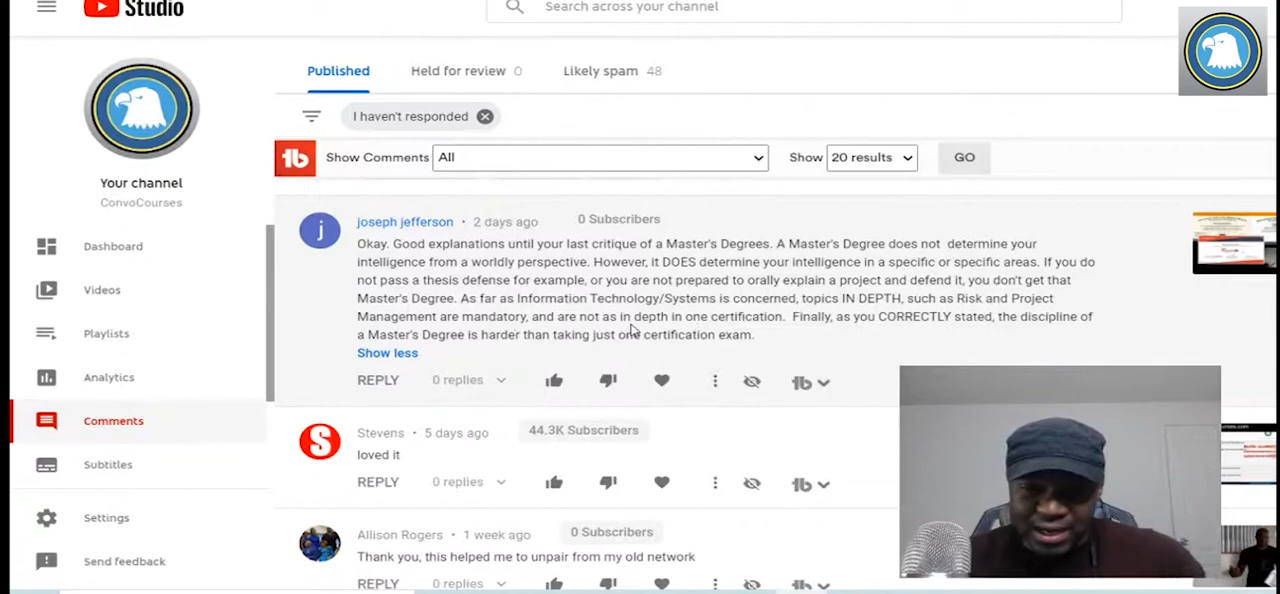 Studio
Search across your channel
Your channel
ConvoCourses
Dashboard
Videos
Playlists
Analytics
Comments
Subtitles
Settings
Send feedback
Published
Held for review 0
Likely spam 48
I haven't responded
Show Comments All
Show 20 results
GO
joseph jefferson • 2 days ago 0 Subscribers
Okay. Good explanations until your last critique of a Master's Degrees. A Master's Degree does not determine your
intelligence from a worldly perspective. However, it DOES determine your intelligence in a specific or specific areas. If you do
not pass a thesis defense for example, or you are not prepared to orally explain a project and defend it, you don't get that
Master's Degree. As far as Information Technology/Systems is concerned, topics IN DEPTH, such as Risk and Project
Management are mandatory, and are not as in depth in one certification. Finally, as you CORRECTLY stated, the discipline of
a Master's Degree is harder than taking just one certification exam.
Show less
REPLY 0 replies
Stevens • 5 days ago 44.3K Subscribers
loved it
REPLY 0 replies
Allison Rogers • 1 week ago 0 Subscribers
Thank you, this helped me to unpair from my old network
REPLY 0 replies